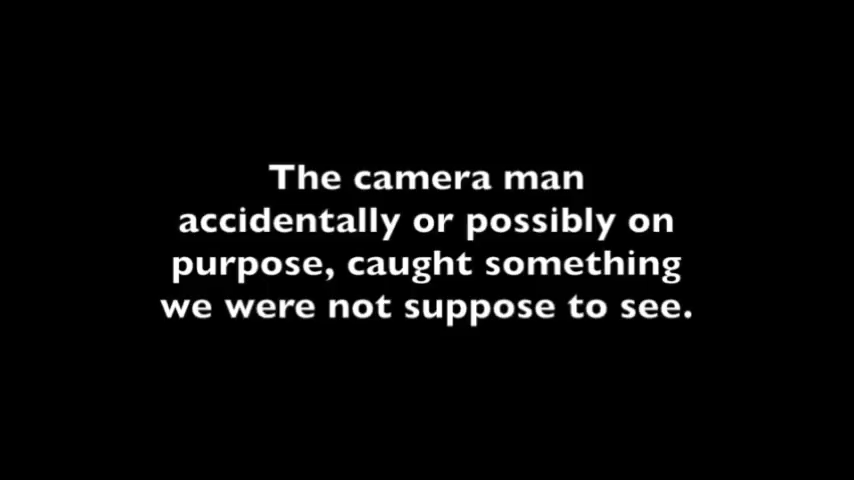 The camera man
accidentally or possibly on
purpose, caught something
we were not suppose to see.